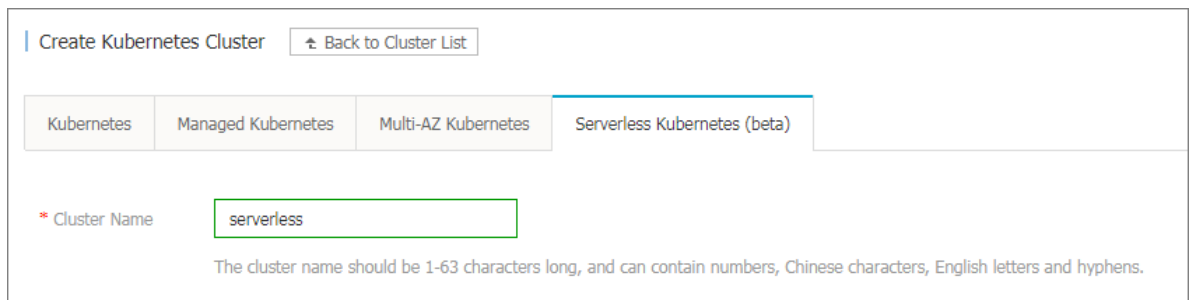 Create Kubernetes Cluster Back to Cluster List
Kubernetes Managed Kubernetes Multi-AZ Kubernetes Serverless Kubernetes (beta)
* Cluster Name serverless
The cluster name should be 1-63 characters long, and can contain numbers, Chinese characters, English letters and hyphens.